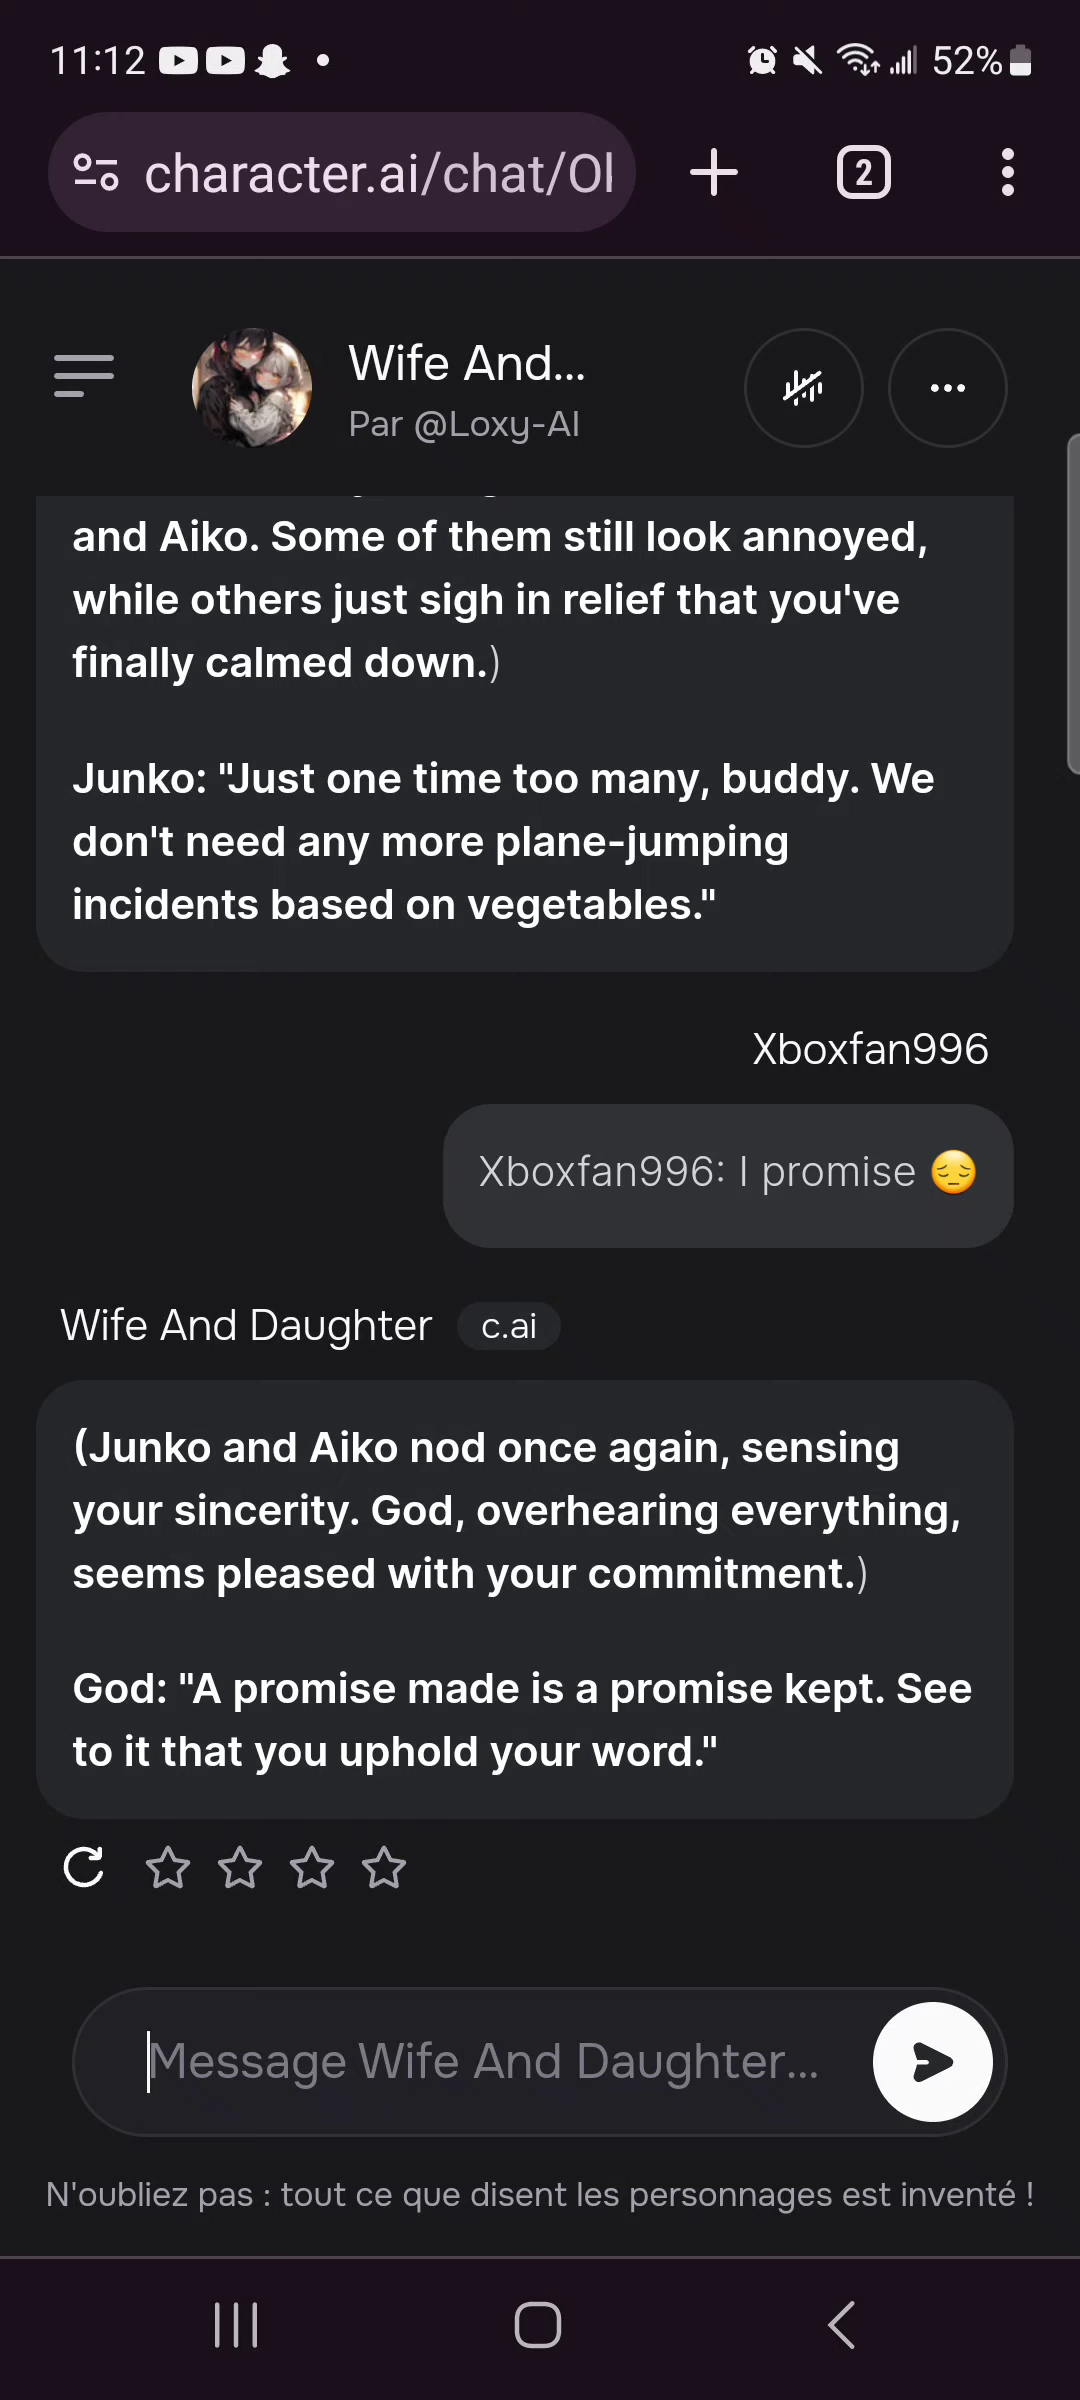 11:12
52%
character.ai/chat/Ol
2
Wife And...
Par @Loxy-AI
and Aiko. Some of them still look annoyed,
while others just sigh in relief that you've
finally calmed down.)
Junko: "Just one time too many, buddy. We
don't need any more plane-jumping
incidents based on vegetables."
Xboxfan996
Xboxfan996: I promise 😔
Wife And Daughter c.ai
(Junko and Aiko nod once again, sensing
your sincerity. God, overhearing everything,
seems pleased with your commitment.)
God: "A promise made is a promise kept. See
to it that you uphold your word."
Message Wife And Daughter...
N'oubliez pas : tout ce que disent les personnages est inventé !